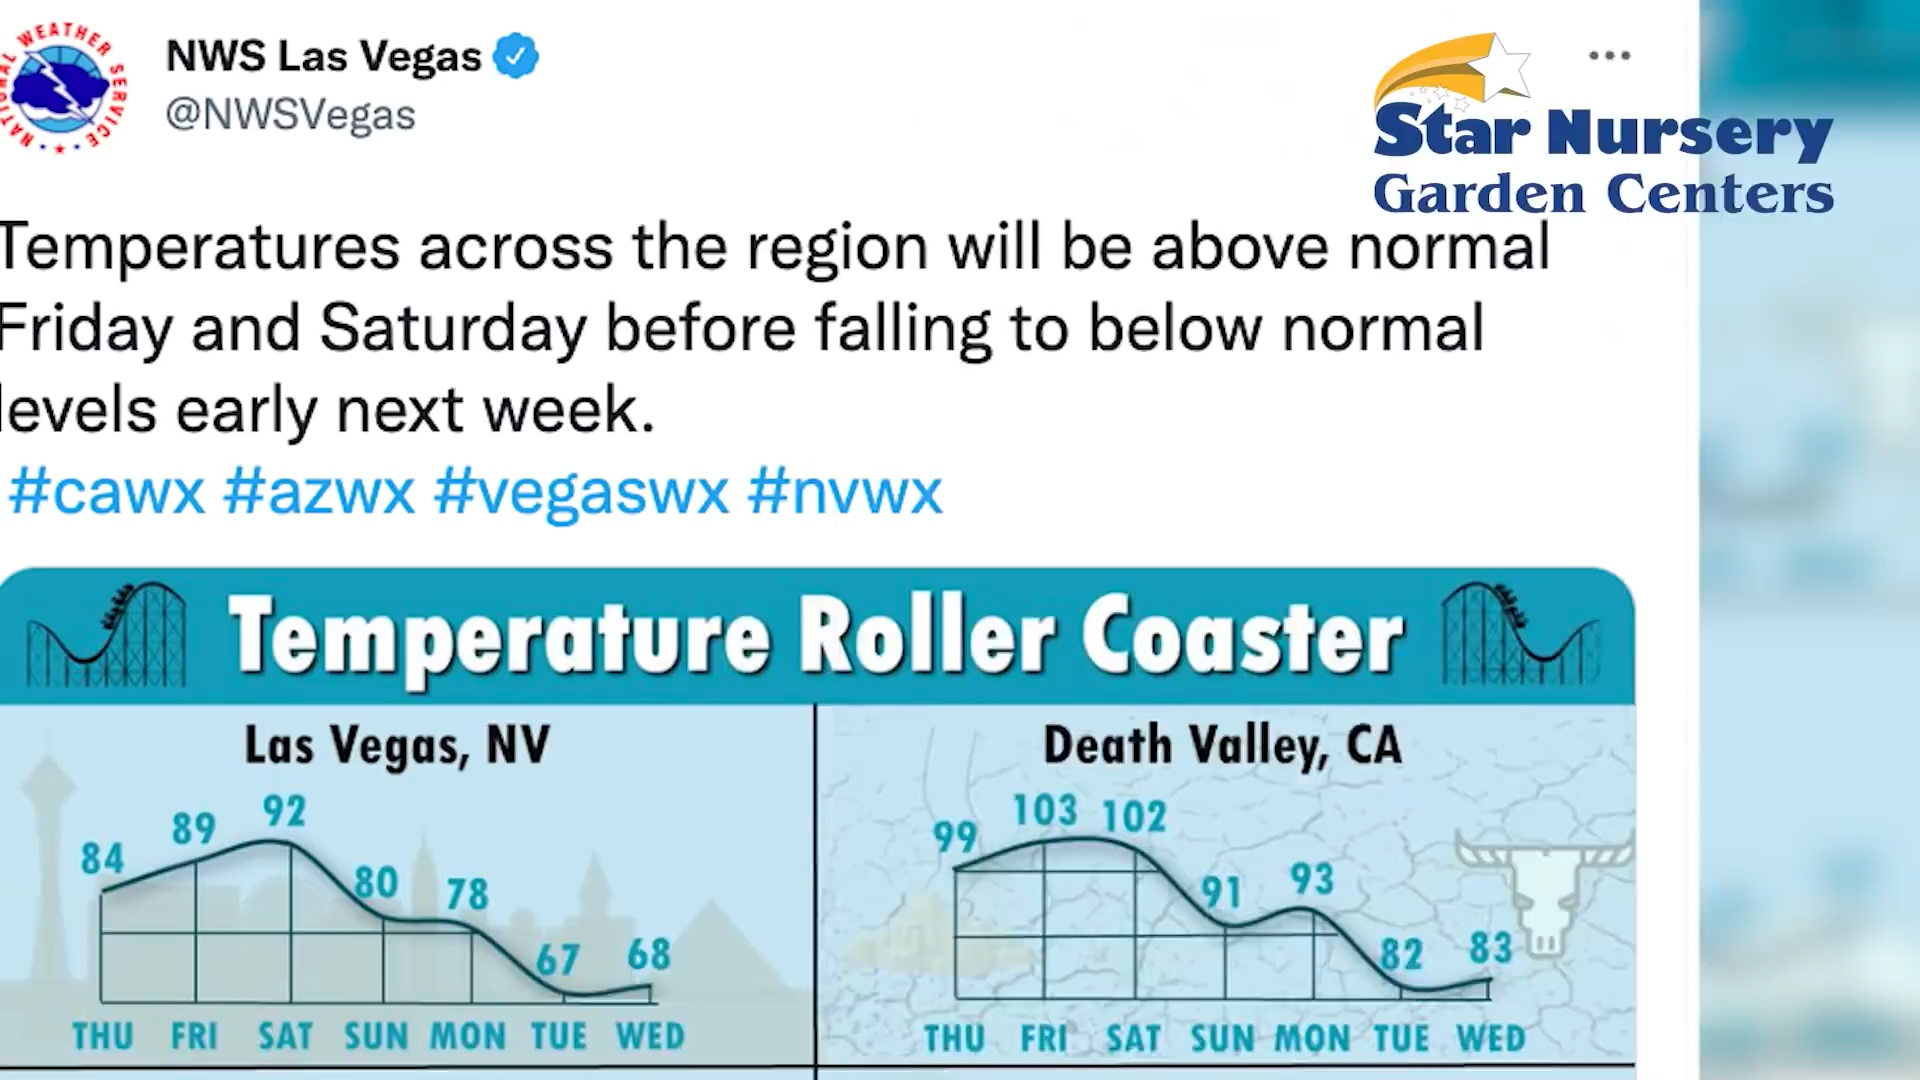 NATIONAL WEATHER SERVICE
NWS Las Vegas
@NWSVegas
Star Nursery
Garden Centers
Temperatures across the region will be above normal
Friday and Saturday before falling to below normal
levels early next week.
#cawx #azwx #vegaswx #nvwx
Temperature Roller Coaster
Las Vegas, NV
84 89 92 80 78 67 68
THU FRI SAT SUN MON TUE WED
Death Valley, CA
99 103 102 91 93 82 83
THU FRI SAT SUN MON TUE WED